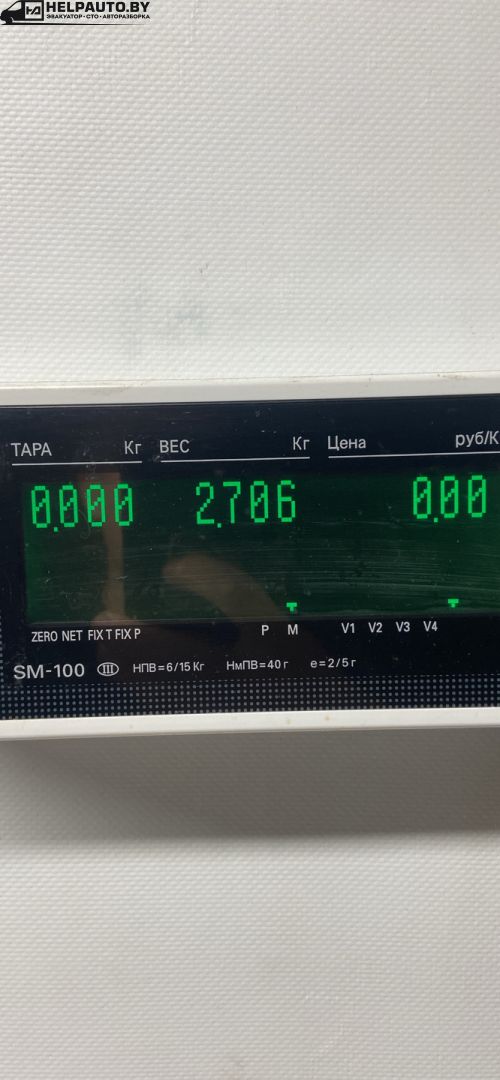 HELPAUTO.BY
ЭВАКУАТОР•СТО•АВТОРАЗБОРКА
ТАРА Кг ВЕС Кг Цена руб/К
0.000 2.706 0.00
ZERO NET FIX T FIX P P M V1 V2 V3 V4
SM-100 III НПВ=6/15 Кг НмПВ=40 г e=2/5 г